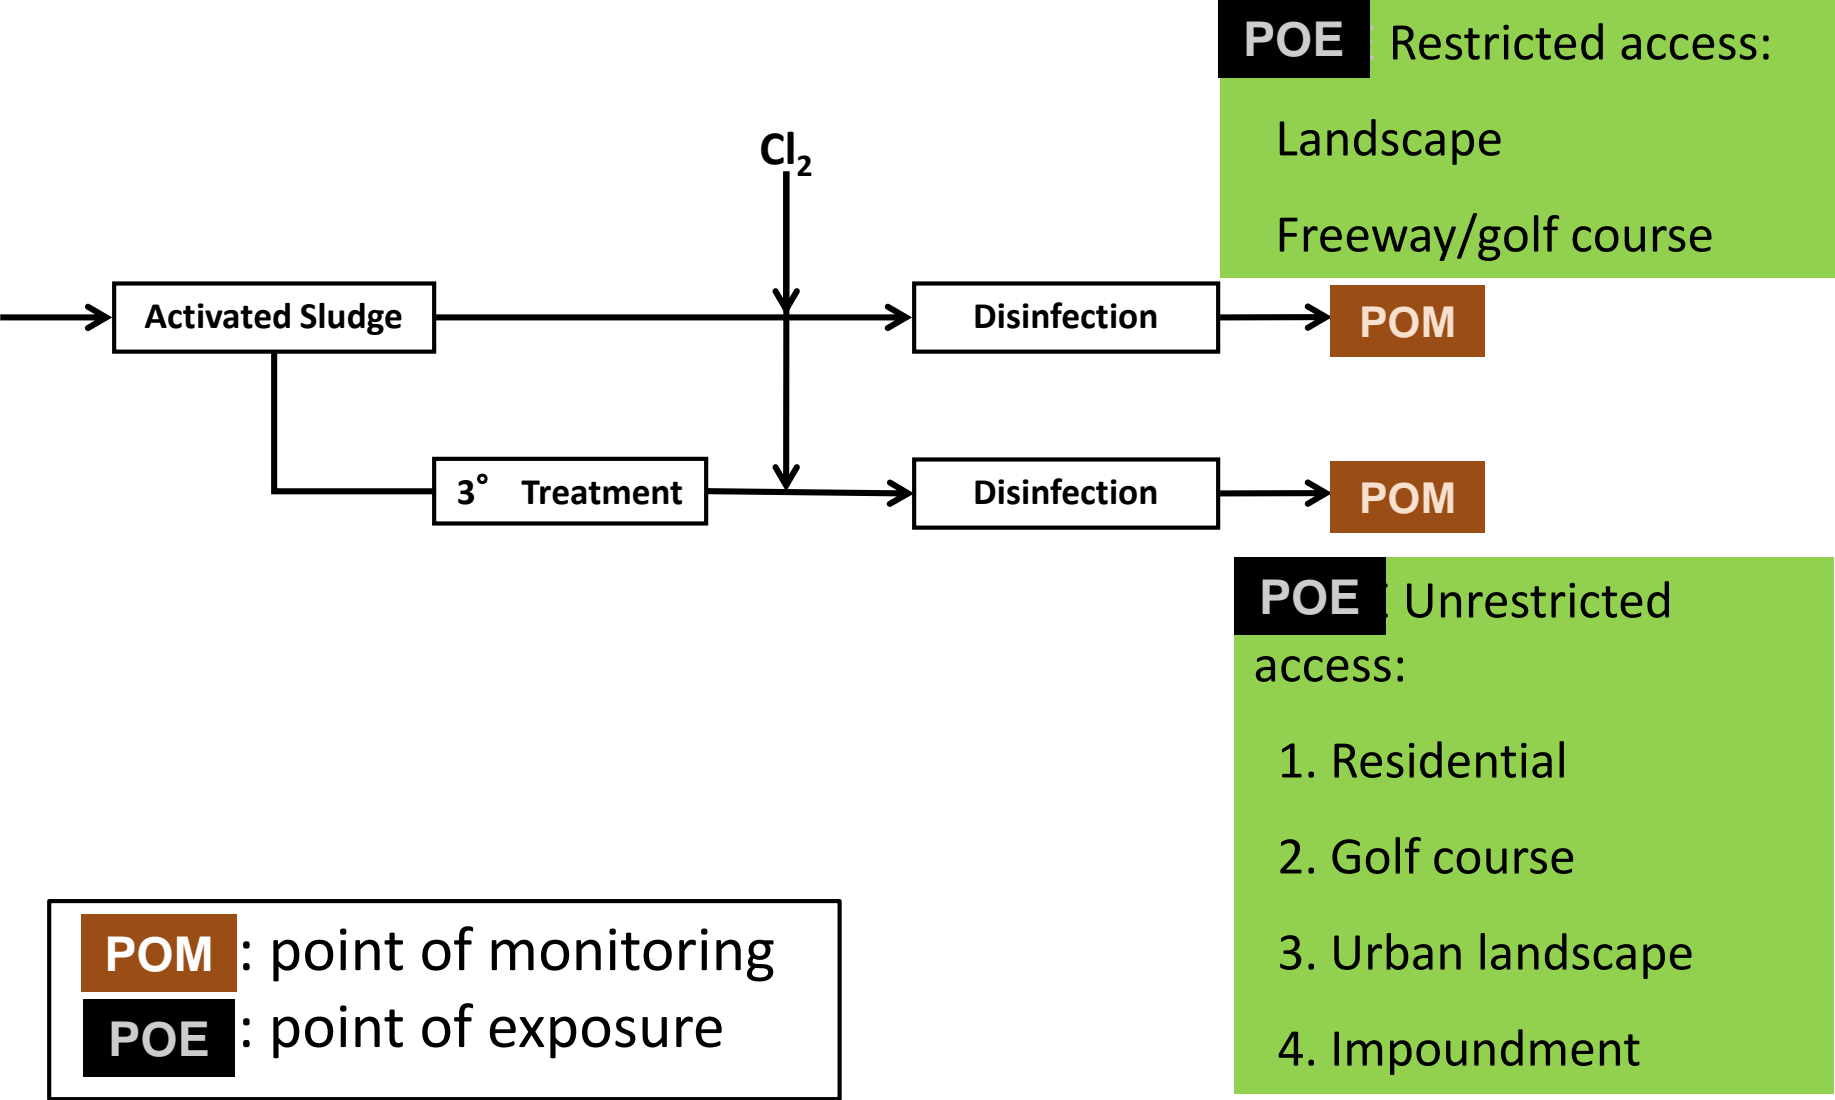 POE Restricted access:
Landscape
Freeway/golf course
Cl₂
Activated Sludge
Disinfection
POM
3° Treatment
Disinfection
POM
POE Unrestricted
access:
1. Residential
2. Golf course
3. Urban landscape
4. Impoundment
POM : point of monitoring
POE : point of exposure